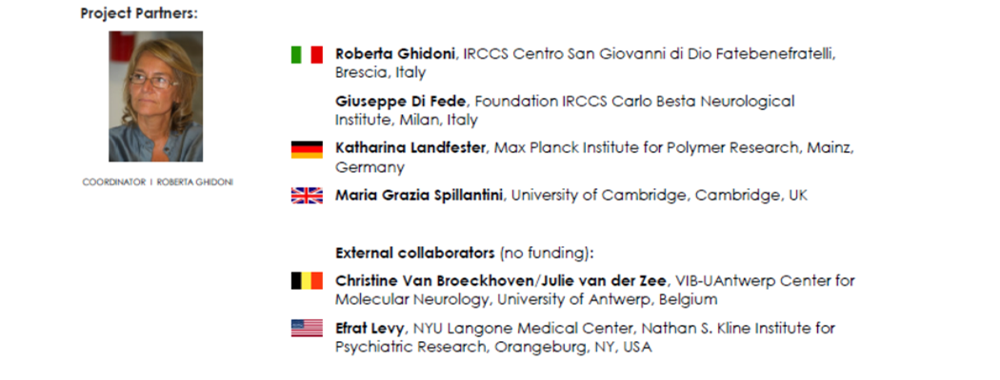 Project Partners:
Roberta Ghidoni, IRCCS Centro San Giovanni di Dio Fatebenefratelli,
Brescia, Italy
Giuseppe Di Fede, Foundation IRCCS Carlo Besta Neurological
Institute, Milan, Italy
Katharina Landfester, Max Planck Institute for Polymer Research, Mainz,
Germany
COORDINATOR | ROBERTA GHIDONI
Maria Grazia Spillantini, University of Cambridge, Cambridge, UK
External collaborators (no funding):
Christine Van Broeckhoven/Julie van der Zee, VIB-UAntwerp Center for
Molecular Neurology, University of Antwerp, Belgium
Efrat Levy, NYU Langone Medical Center, Nathan S. Kline Institute for
Psychiatric Research, Orangeburg, NY, USA